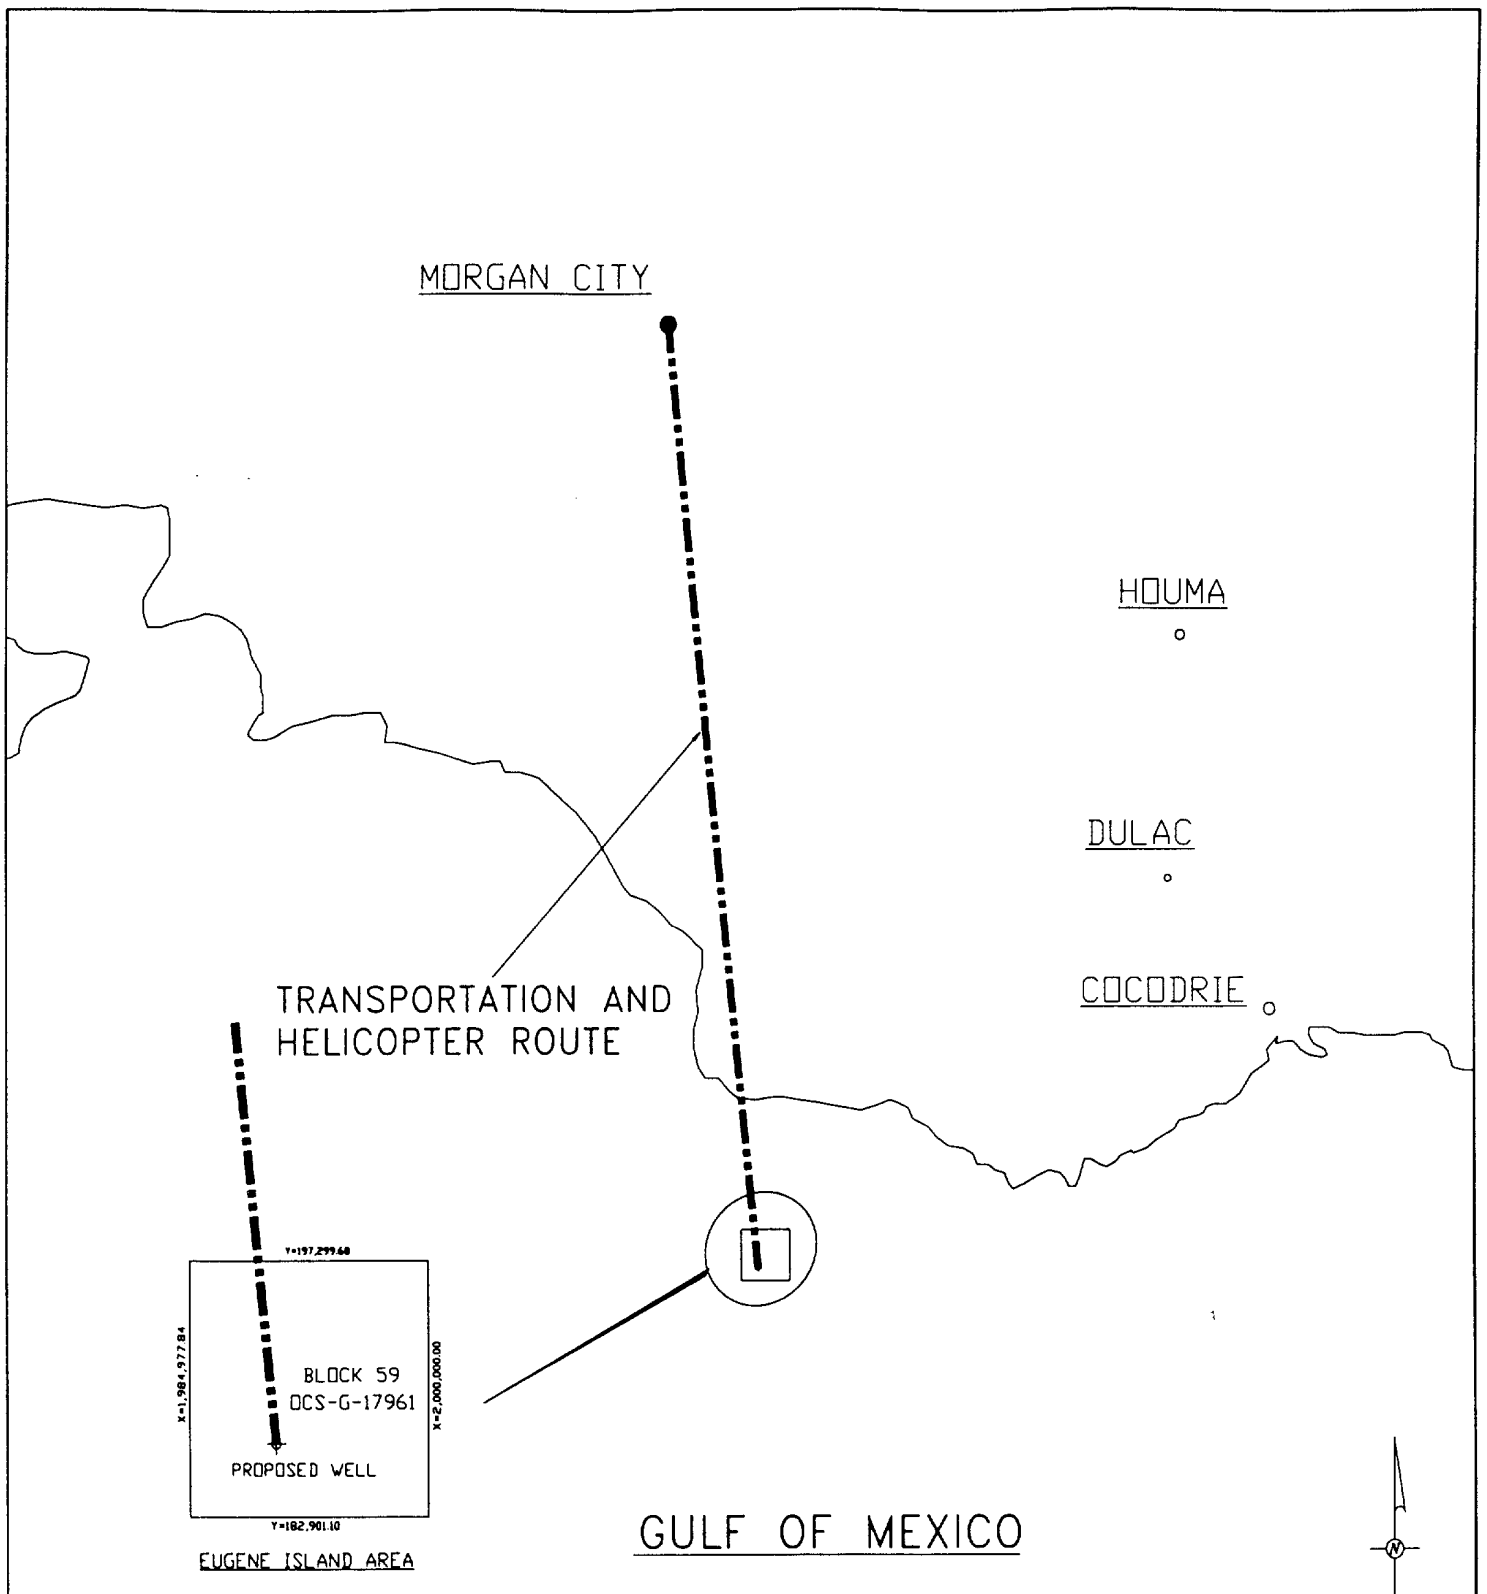 MORGAN CITY
HOUMA
DULAC
COCODRIE
TRANSPORTATION AND
HELICOPTER ROUTE
Y=197,299.60
X=1,984,977.84
X=2,000,000.00
BLOCK 59
OCS-G-17961
PROPOSED WELL
Y=182,901.10
EUGENE ISLAND AREA
GULF OF MEXICO
N